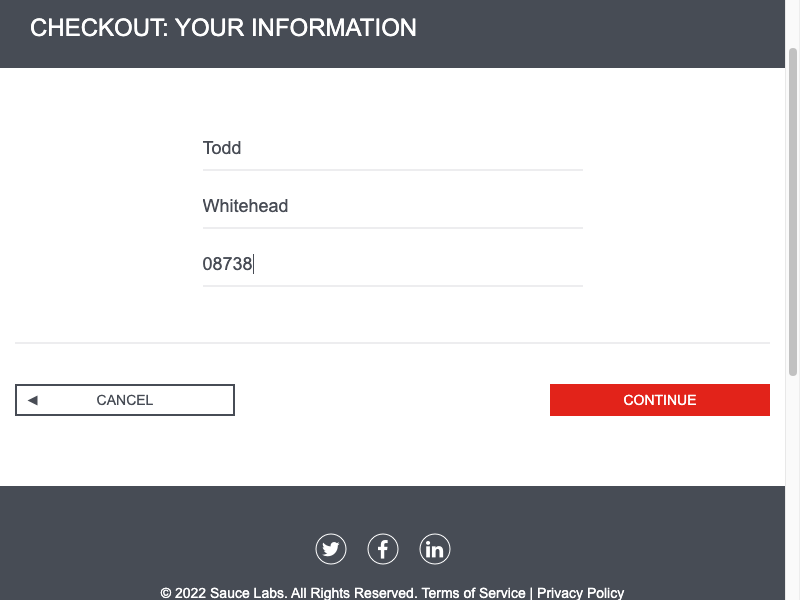 CHECKOUT: YOUR INFORMATION
Todd
Whitehead
08738
CANCEL
CONTINUE
© 2022 Sauce Labs. All Rights Reserved. Terms of Service | Privacy Policy